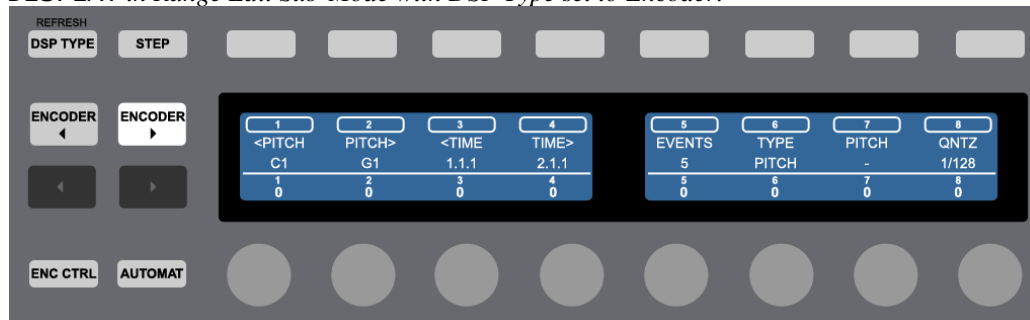 DISPLAY in Range Edit Sub-Mode with DSP Type set to Encoder:
REFRESH
DSP TYPE STEP
ENCODER ENCODER
1 2 3 4 5 6 7 8
<PITCH PITCH> <TIME TIME> EVENTS TYPE PITCH QNTZ
C1 G1 1.1.1 2.1.1 5 PITCH - 1/128
1 2 3 4 5 6 7 8
0 0 0 0 0 0 0 0
ENC CTRL AUTOMAT